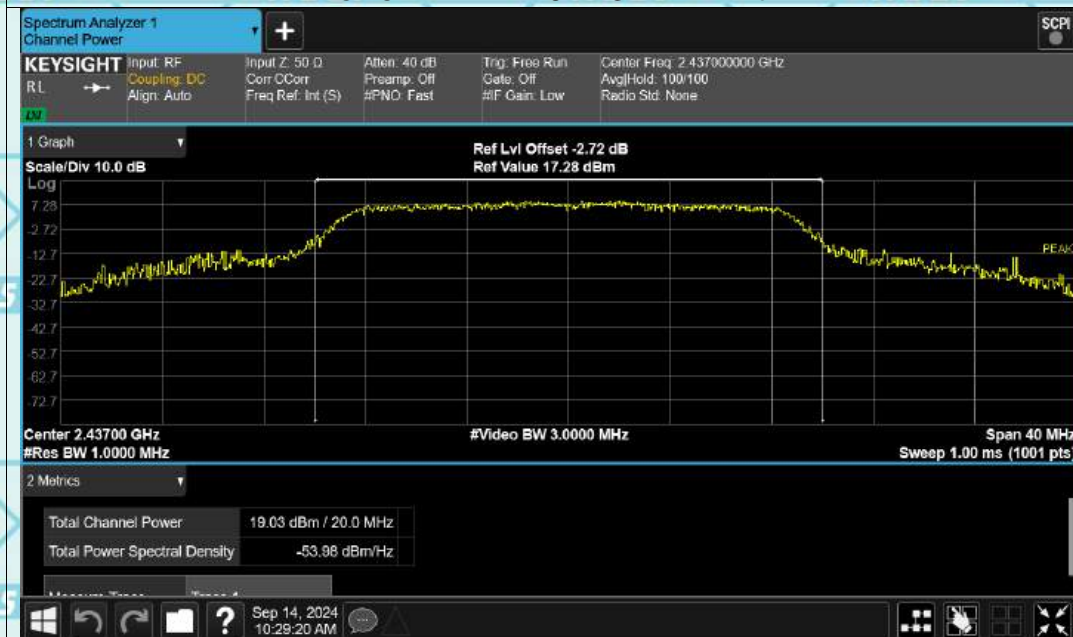 Spectrum Analyzer 1
Channel Power
+
SCPI
KEYSIGHT
RL
Input: RF
Coupling: DC
Align: Auto
Input Z: 50 Ω
Corr CCorr
Freq Ref: Int (S)
Atten: 40 dB
Preamp: Off
#PNO: Fast
Trig: Free Run
Gate: Off
#IF Gain: Low
Center Freq: 2.437000000 GHz
Avg|Hold: 100/100
Radio Std: None
1 Graph
Scale/Div 10.0 dB
Ref Lvl Offset -2.72 dB
Ref Value 17.28 dBm
Log
7.28
-2.72
-12.7
-22.7
-32.7
-42.7
-52.7
-62.7
-72.7
PEAK
Center 2.43700 GHz
#Video BW 3.0000 MHz
Span 40 MHz
#Res BW 1.0000 MHz
Sweep 1.00 ms (1001 pts)
2 Metrics
Total Channel Power 19.03 dBm / 20.0 MHz
Total Power Spectral Density -53.98 dBm/Hz
?
Sep 14, 2024
10:29:20 AM